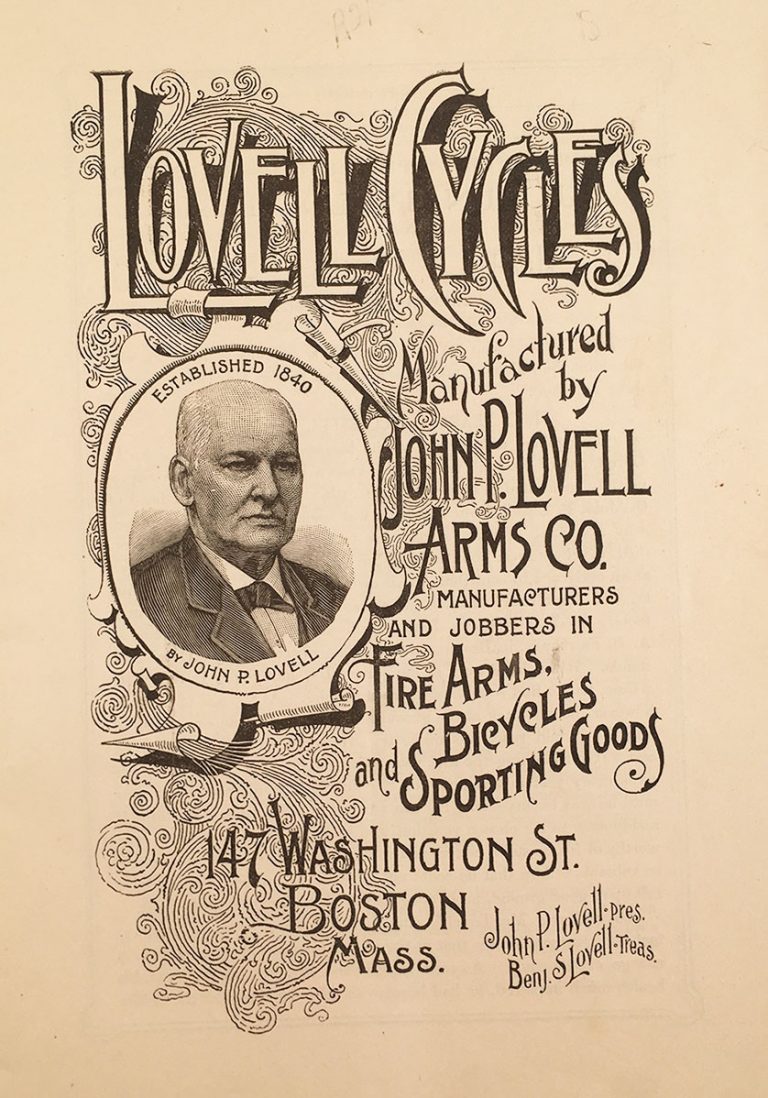 LOVELL CYCLES
ESTABLISHED 1840
BY JOHN P. LOVELL
Manufactured
by
JOHN P. LOVELL
ARMS CO.
MANUFACTURERS
AND JOBBERS IN
FIRE ARMS,
BICYCLES
and SPORTING GOODS
147 WASHINGTON ST.
BOSTON
MASS.
John P. Lovell-pres.
Benj. S Lovell-Treas.